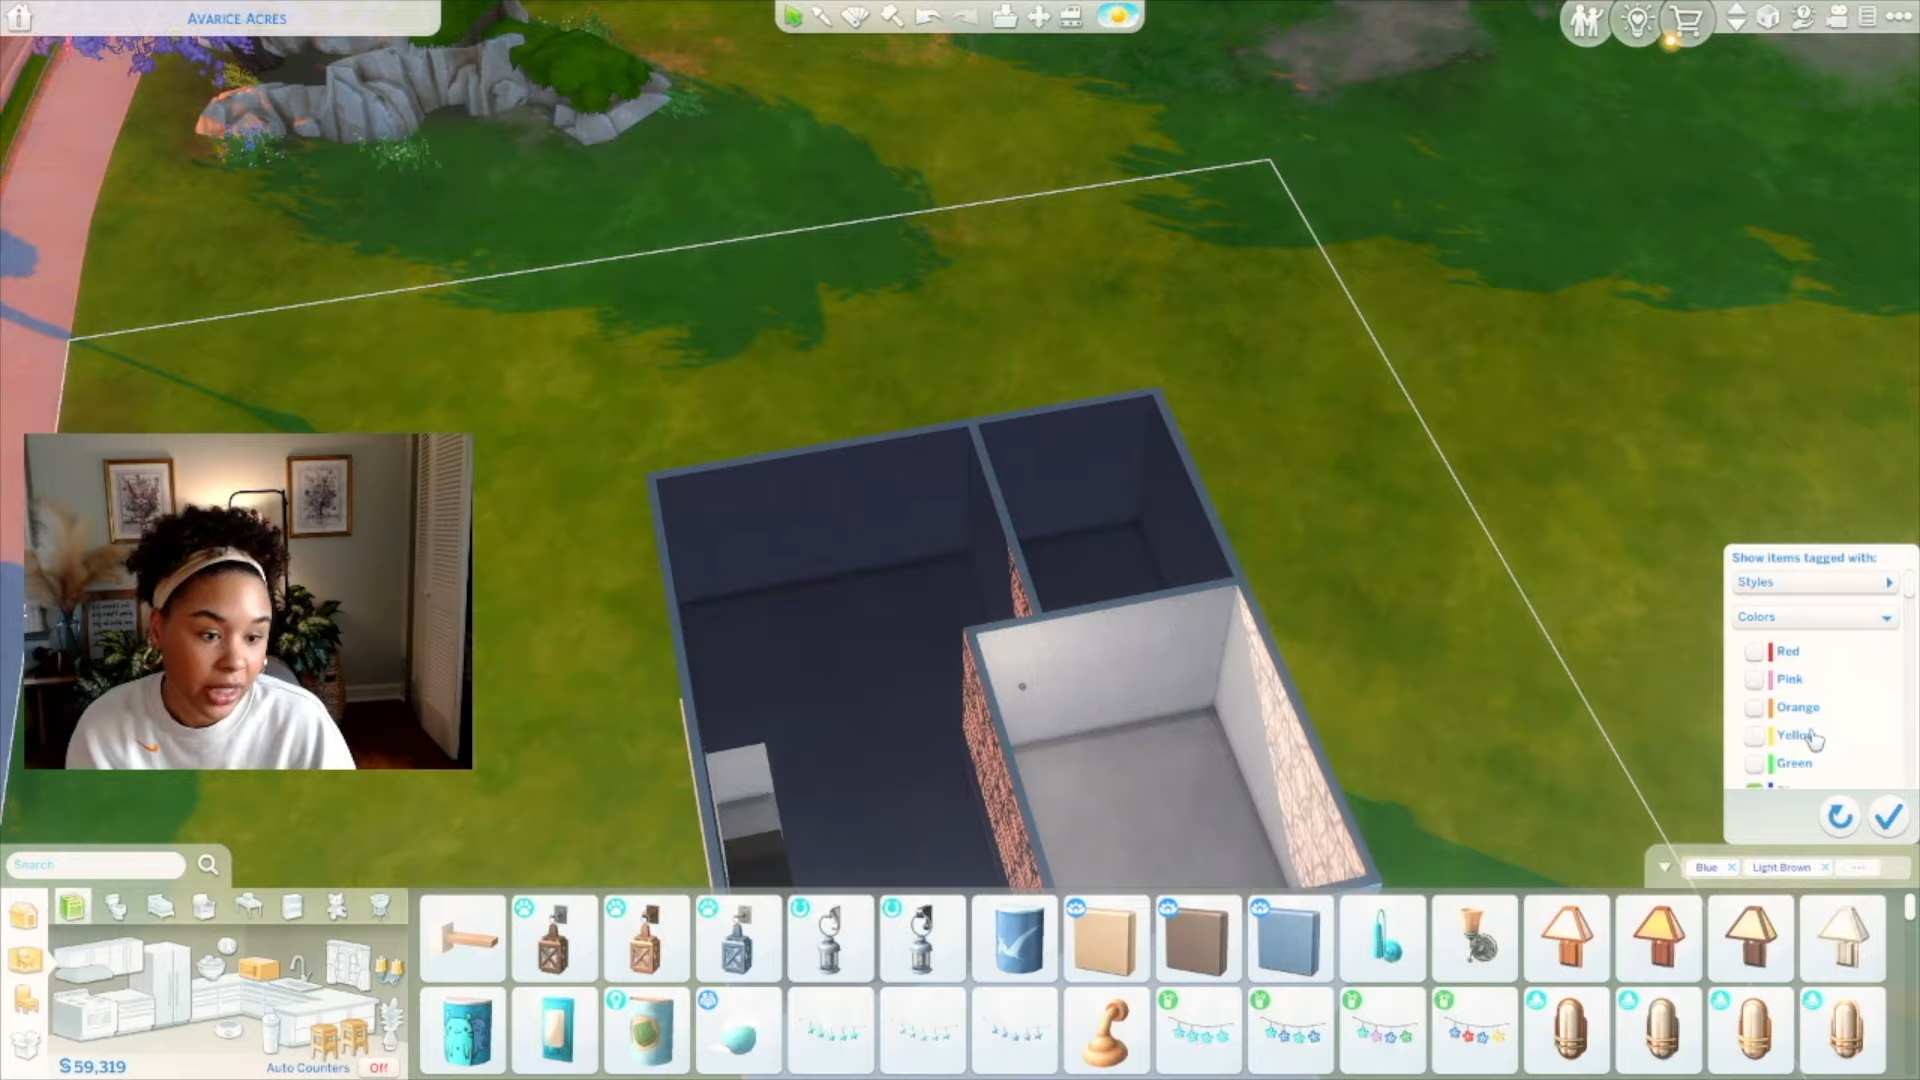 AVARICE ACRES
Show items tagged with:
Styles
Colors
Red
Pink
Orange
Yellow
Green
Search
Blue
Light Brown
$59,319
Auto Counters
Off